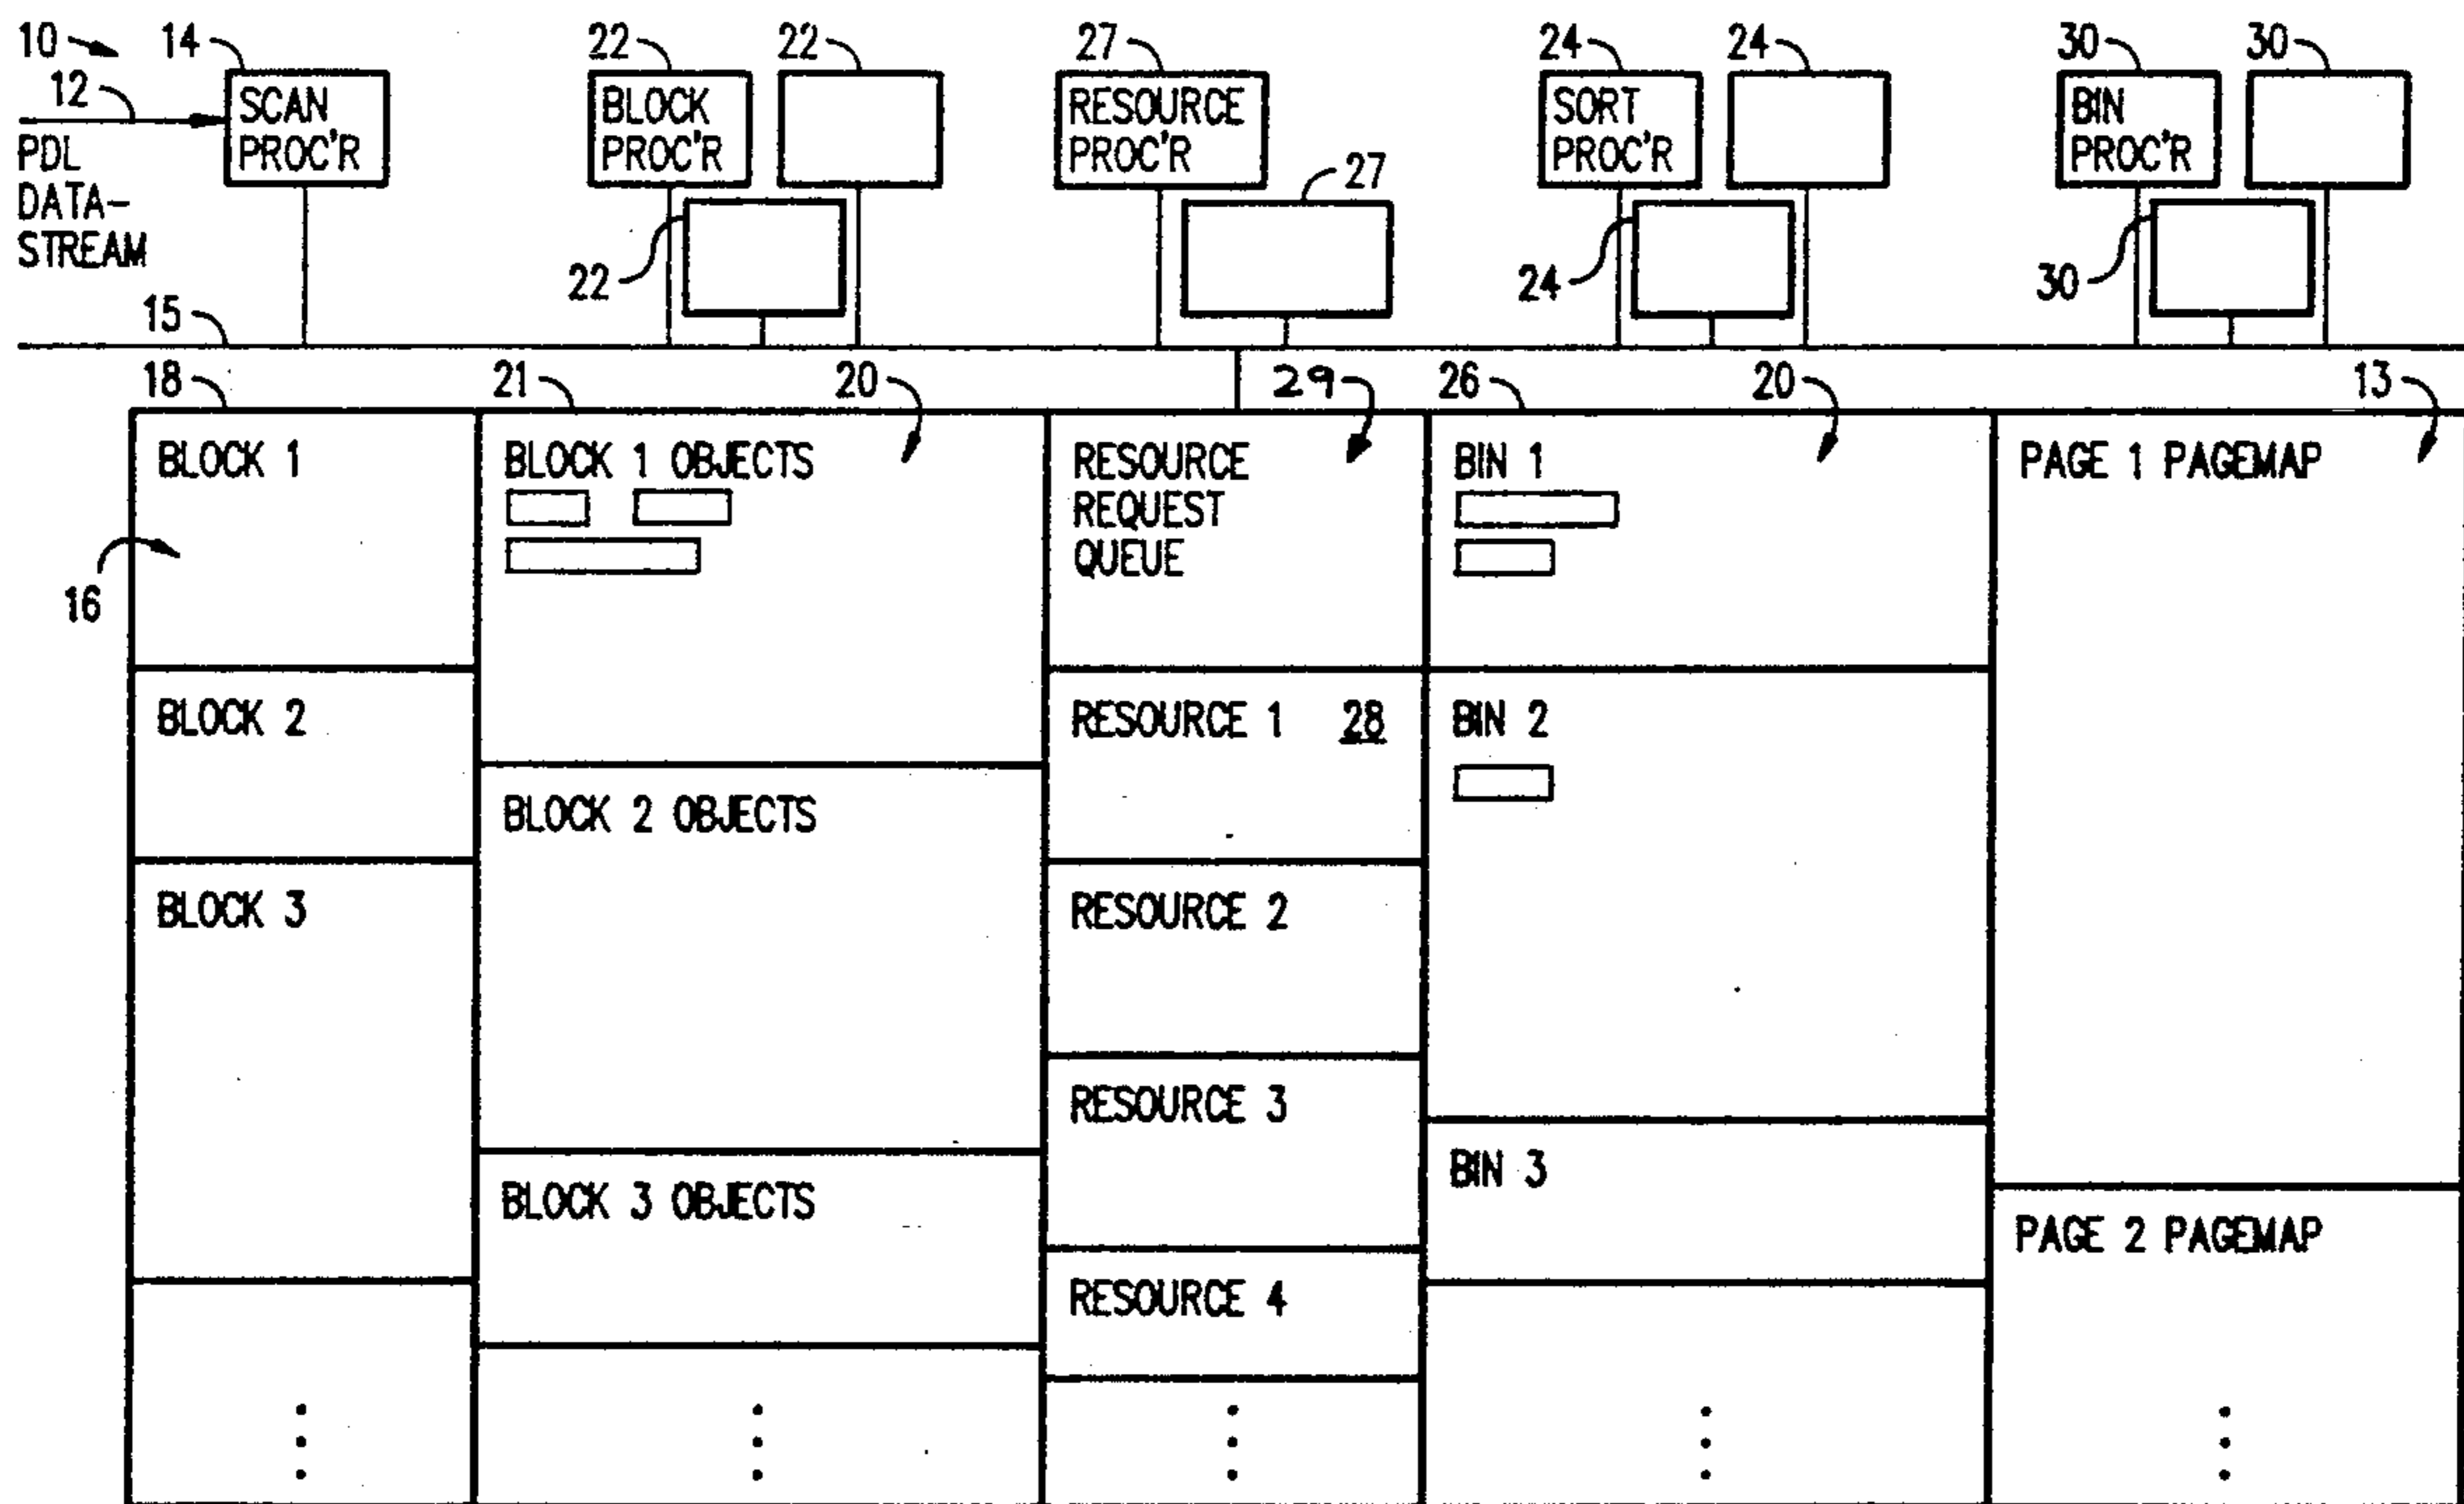 10
14
22
22
27
24
24
30
30
12
SCAN
PROC'R
BLOCK
PROC'R
RESOURCE
PROC'R
SORT
PROC'R
BIN
PROC'R
PDL
DATA-
STREAM
27
22
24
30
15
18
21
20
29
26
20
13
BLOCK 1
BLOCK 1 OBJECTS
RESOURCE
REQUEST
QUEUE
BIN 1
PAGE 1 PAGEMAP
16
BLOCK 2
RESOURCE 1 28
BIN 2
BLOCK 2 OBJECTS
BLOCK 3
RESOURCE 2
RESOURCE 3
BIN 3
BLOCK 3 OBJECTS
PAGE 2 PAGEMAP
RESOURCE 4